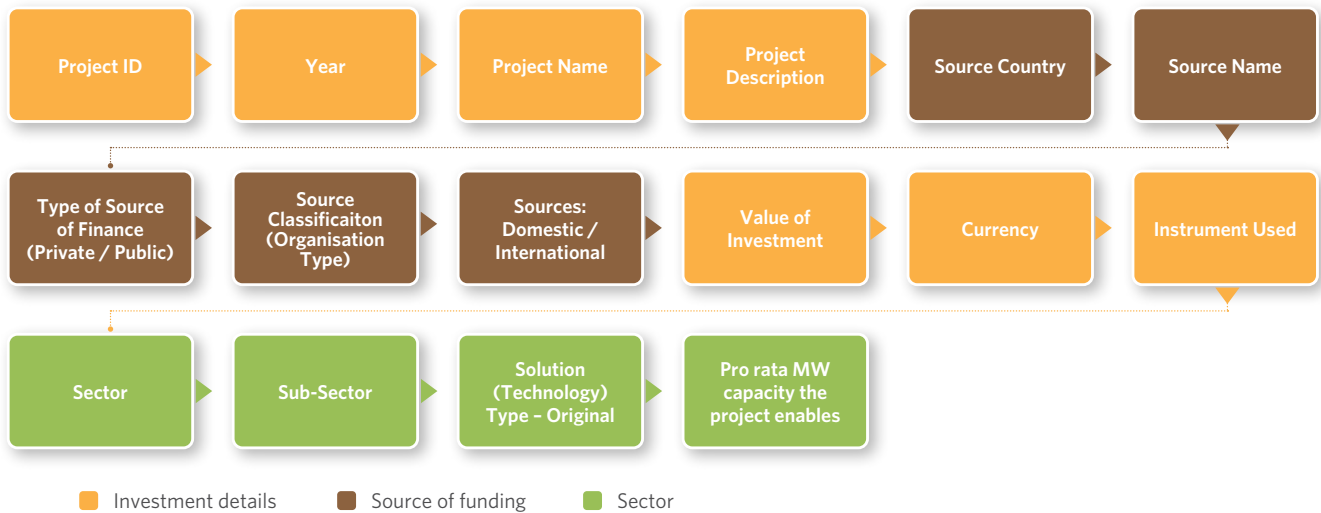 Project ID
Year
Project Name
Project
Description
Source Country
Source Name
Type of Source
of Finance
(Private / Public)
Source
Classificaiton
(Organisation
Type)
Sources:
Domestic /
International
Value of
Investment
Currency
Instrument Used
Sector
Sub-Sector
Solution
(Technology)
Type – Original
Pro rata MW
capacity the
project enables
Investment details
Source of funding
Sector